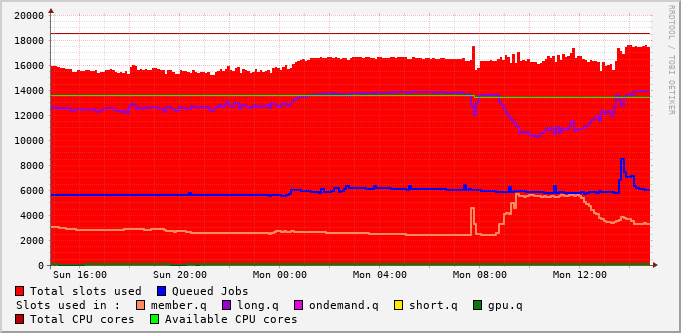 20000
18000
16000
14000
12000
10000
8000
6000
4000
2000
0
Sun 16:00 Sun 20:00 Mon 00:00 Mon 04:00 Mon 08:00 Mon 12:00
RRDTOOL / TOBI OETIKER
Total slots used Queued Jobs
Slots used in : member.q long.q ondemand.q short.q gpu.q
Total CPU cores Available CPU cores